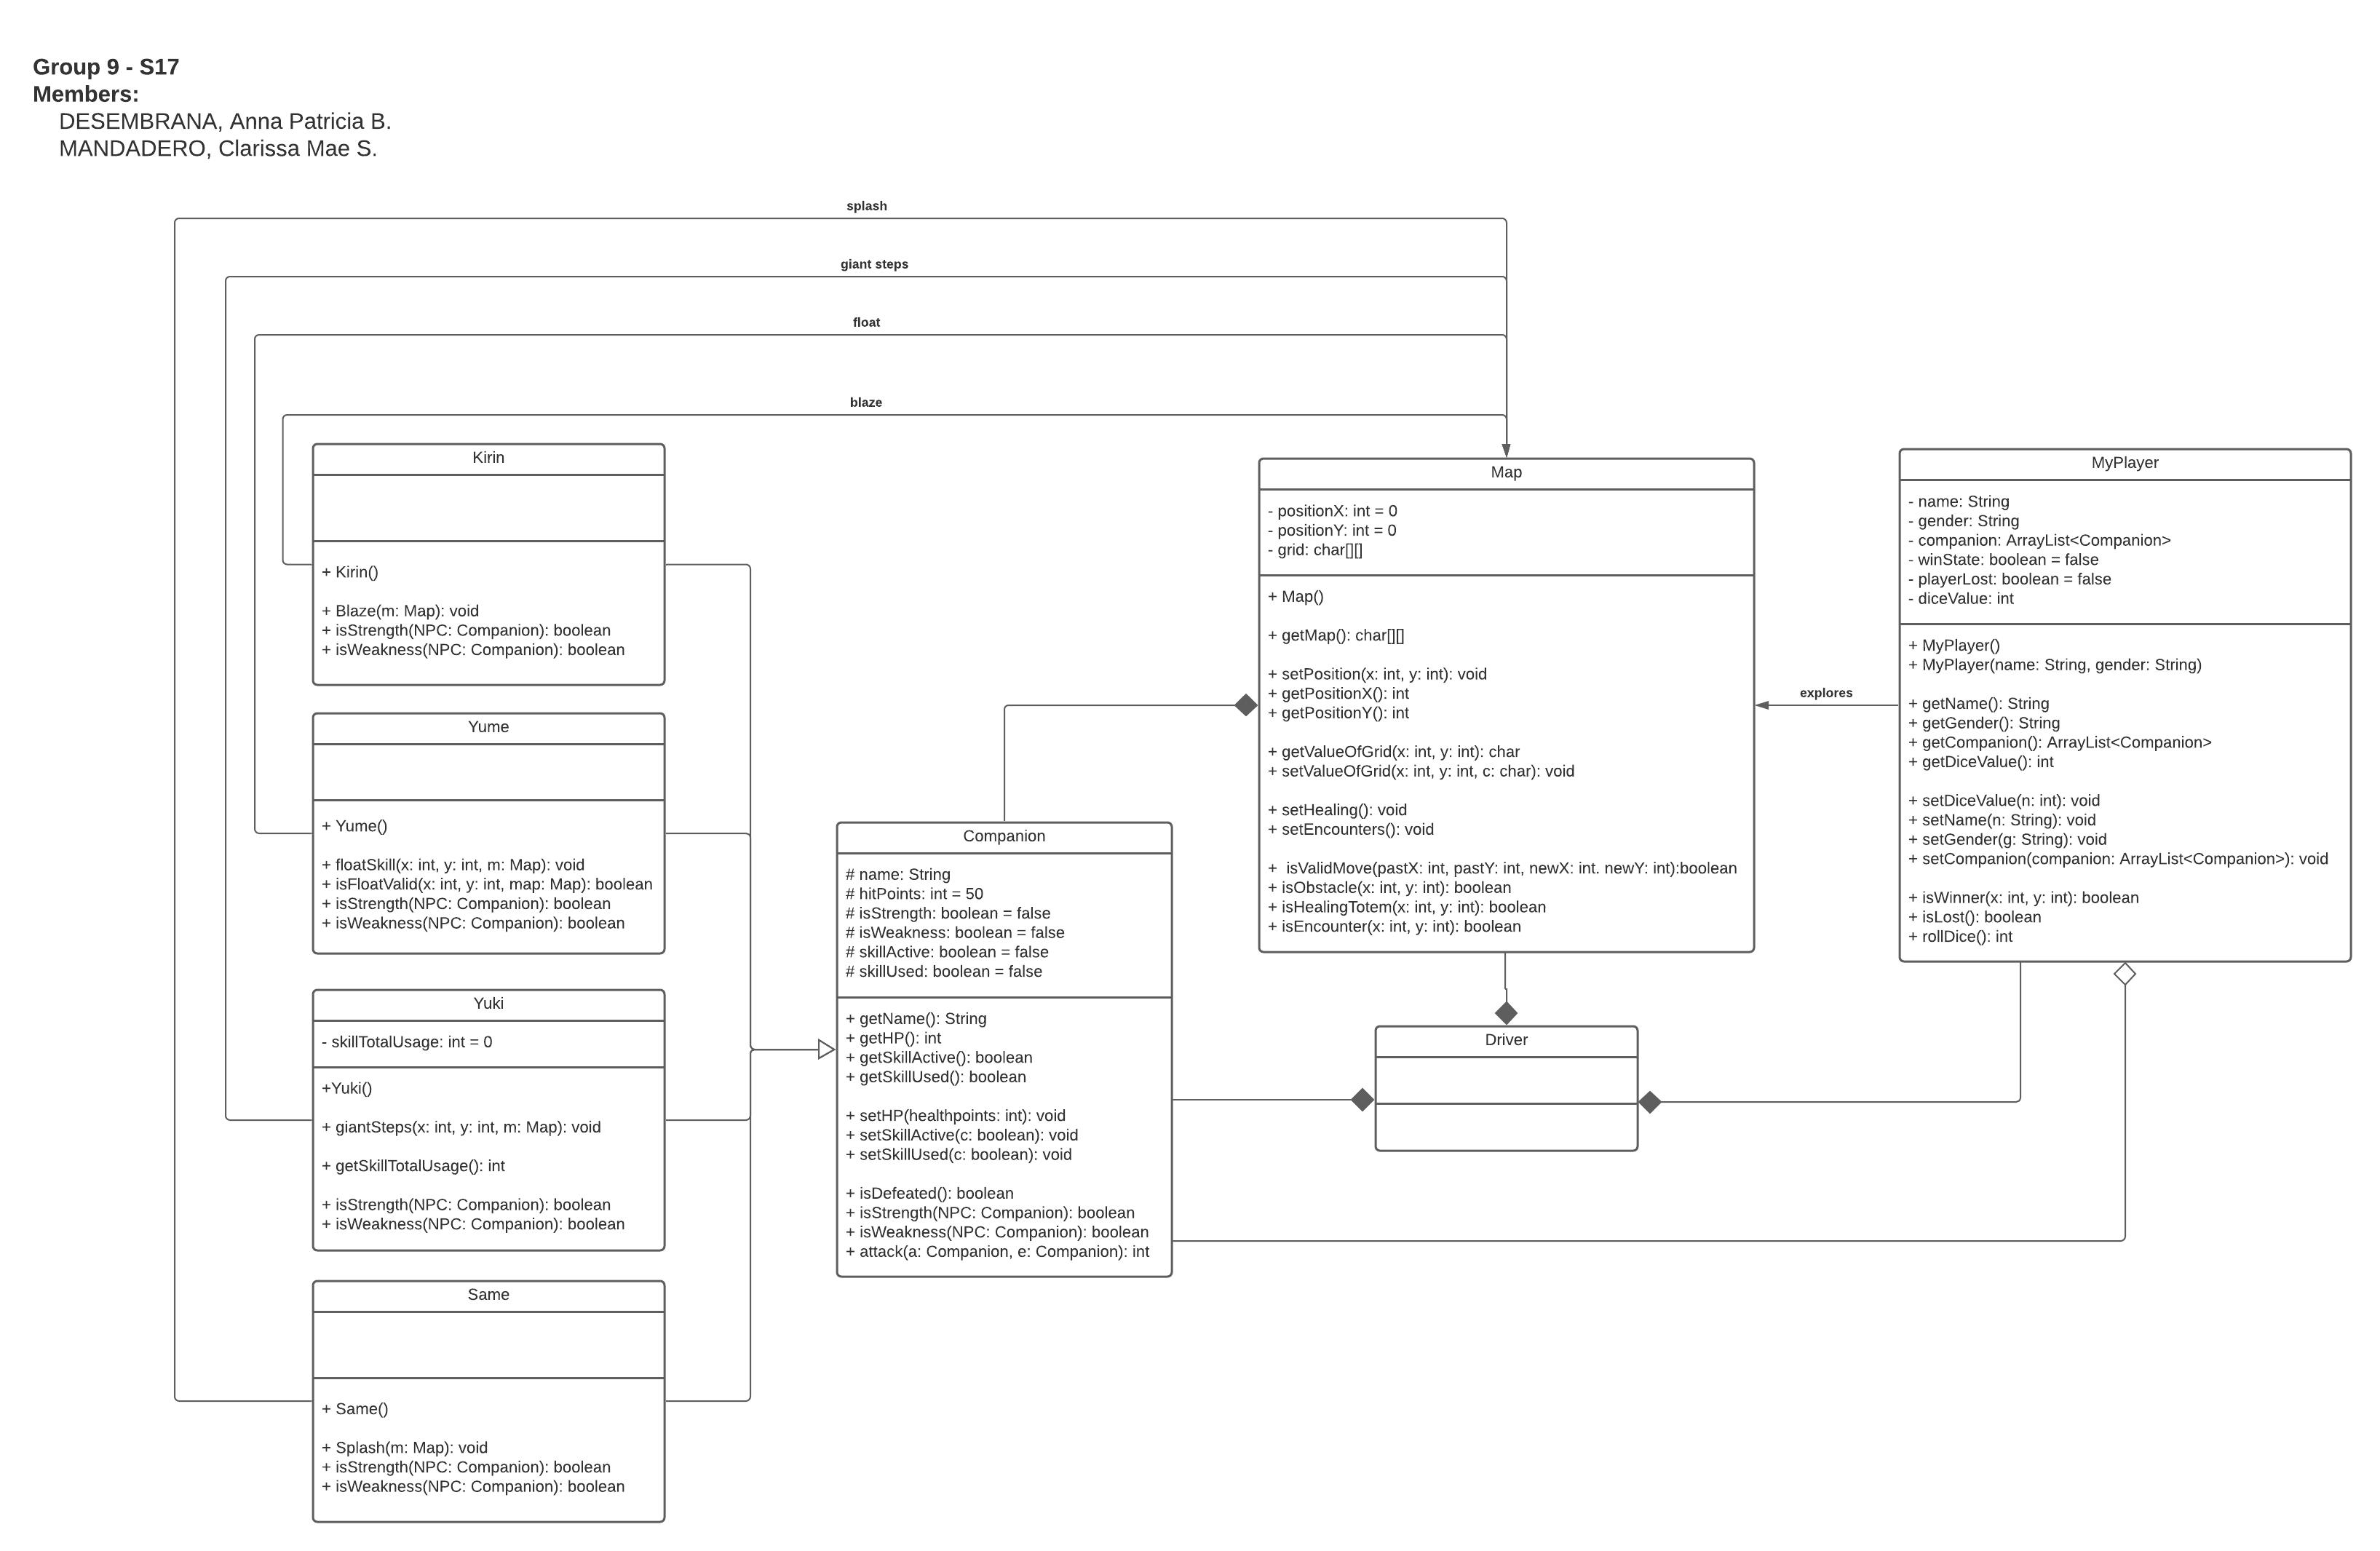 Group 9 - S17
Members:
DESEMBRANA, Anna Patricia B.
MANDADERO, Clarissa Mae S.
splash
giant steps
float
blaze
Kirin
+ Kirin()
+ Blaze(m: Map): void
+ isStrength(NPC: Companion): boolean
+ isWeakness(NPC: Companion): boolean
Yume
+ Yume()
+ floatSkill(x: int, y: int, m: Map): void
+ isFloatValid(x: int, y: int, map: Map): boolean
+ isStrength(NPC: Companion): boolean
+ isWeakness(NPC: Companion): boolean
Yuki
- skillTotalUsage: int = 0
+Yuki()
+ giantSteps(x: int, y: int, m: Map): void
+ getSkillTotalUsage(): int
+ isStrength(NPC: Companion): boolean
+ isWeakness(NPC: Companion): boolean
Same
+ Same()
+ Splash(m: Map): void
+ isStrength(NPC: Companion): boolean
+ isWeakness(NPC: Companion): boolean
Companion
# name: String
# hitPoints: int = 50
# isStrength: boolean = false
# isWeakness: boolean = false
# skillActive: boolean = false
# skillUsed: boolean = false
+ getName(): String
+ getHP(): int
+ getSkillActive(): boolean
+ getSkillUsed(): boolean
+ setHP(healthpoints: int): void
+ setSkillActive(c: boolean): void
+ setSkillUsed(c: boolean): void
+ isDefeated(): boolean
+ isStrength(NPC: Companion): boolean
+ isWeakness(NPC: Companion): boolean
+ attack(a: Companion, e: Companion): int
Map
- positionX: int = 0
- positionY: int = 0
- grid: char[][]
+ Map()
+ getMap(): char[][]
+ setPosition(x: int, y: int): void
+ getPositionX(): int
+ getPositionY(): int
+ getValueOfGrid(x: int, y: int): char
+ setValueOfGrid(x: int, y: int, c: char): void
+ setHealing(): void
+ setEncounters(): void
+  isValidMove(pastX: int, pastY: int, newX: int. newY: int):boolean
+ isObstacle(x: int, y: int): boolean
+ isHealingTotem(x: int, y: int): boolean
+ isEncounter(x: int, y: int): boolean
Driver
explores
MyPlayer
- name: String
- gender: String
- companion: ArrayList<Companion>
- winState: boolean = false
- playerLost: boolean = false
- diceValue: int
+ MyPlayer()
+ MyPlayer(name: String, gender: String)
+ getName(): String
+ getGender(): String
+ getCompanion(): ArrayList<Companion>
+ getDiceValue(): int
+ setDiceValue(n: int): void
+ setName(n: String): void
+ setGender(g: String): void
+ setCompanion(companion: ArrayList<Companion>): void
+ isWinner(x: int, y: int): boolean
+ isLost(): boolean
+ rollDice(): int